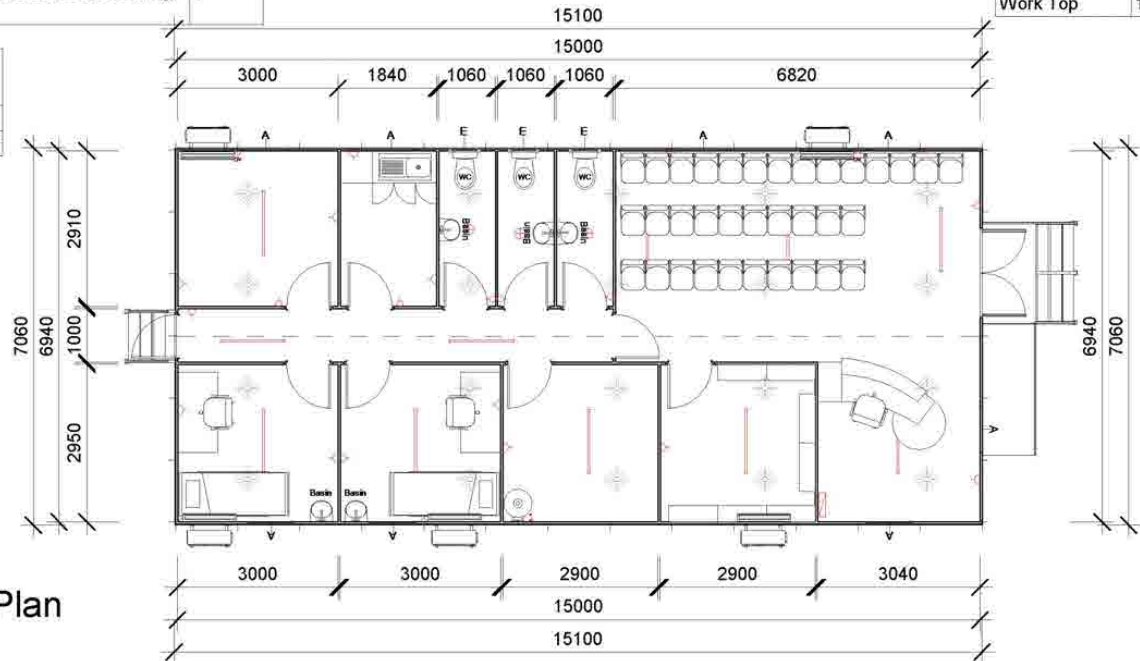 Work Top
15100
15000
3000 1840 1060 1060 1060 6820
A A E E E A A
WC WC WC
Basin Basin Basin
7060 6940 2910 1000 2950
6940 7060
A
Basin Basin
A A A
3000 3000 2900 2900 3040
15000
15100
Plan